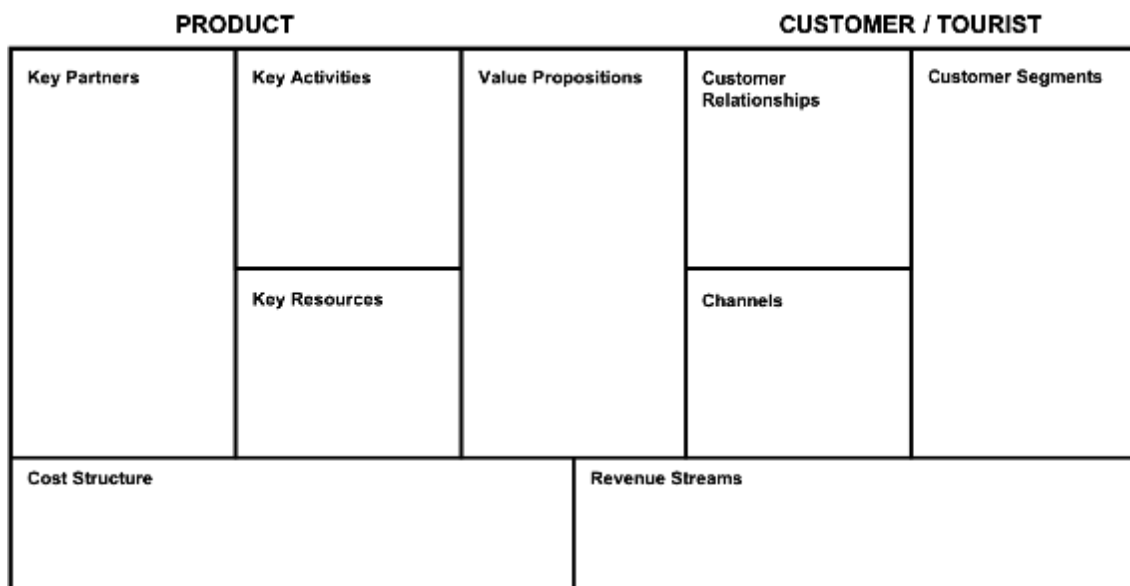 PRODUCT
CUSTOMER / TOURIST
Key Partners
Key Activities
Value Propositions
Customer
Relationships
Customer Segments
Key Resources
Channels
Cost Structure
Revenue Streams